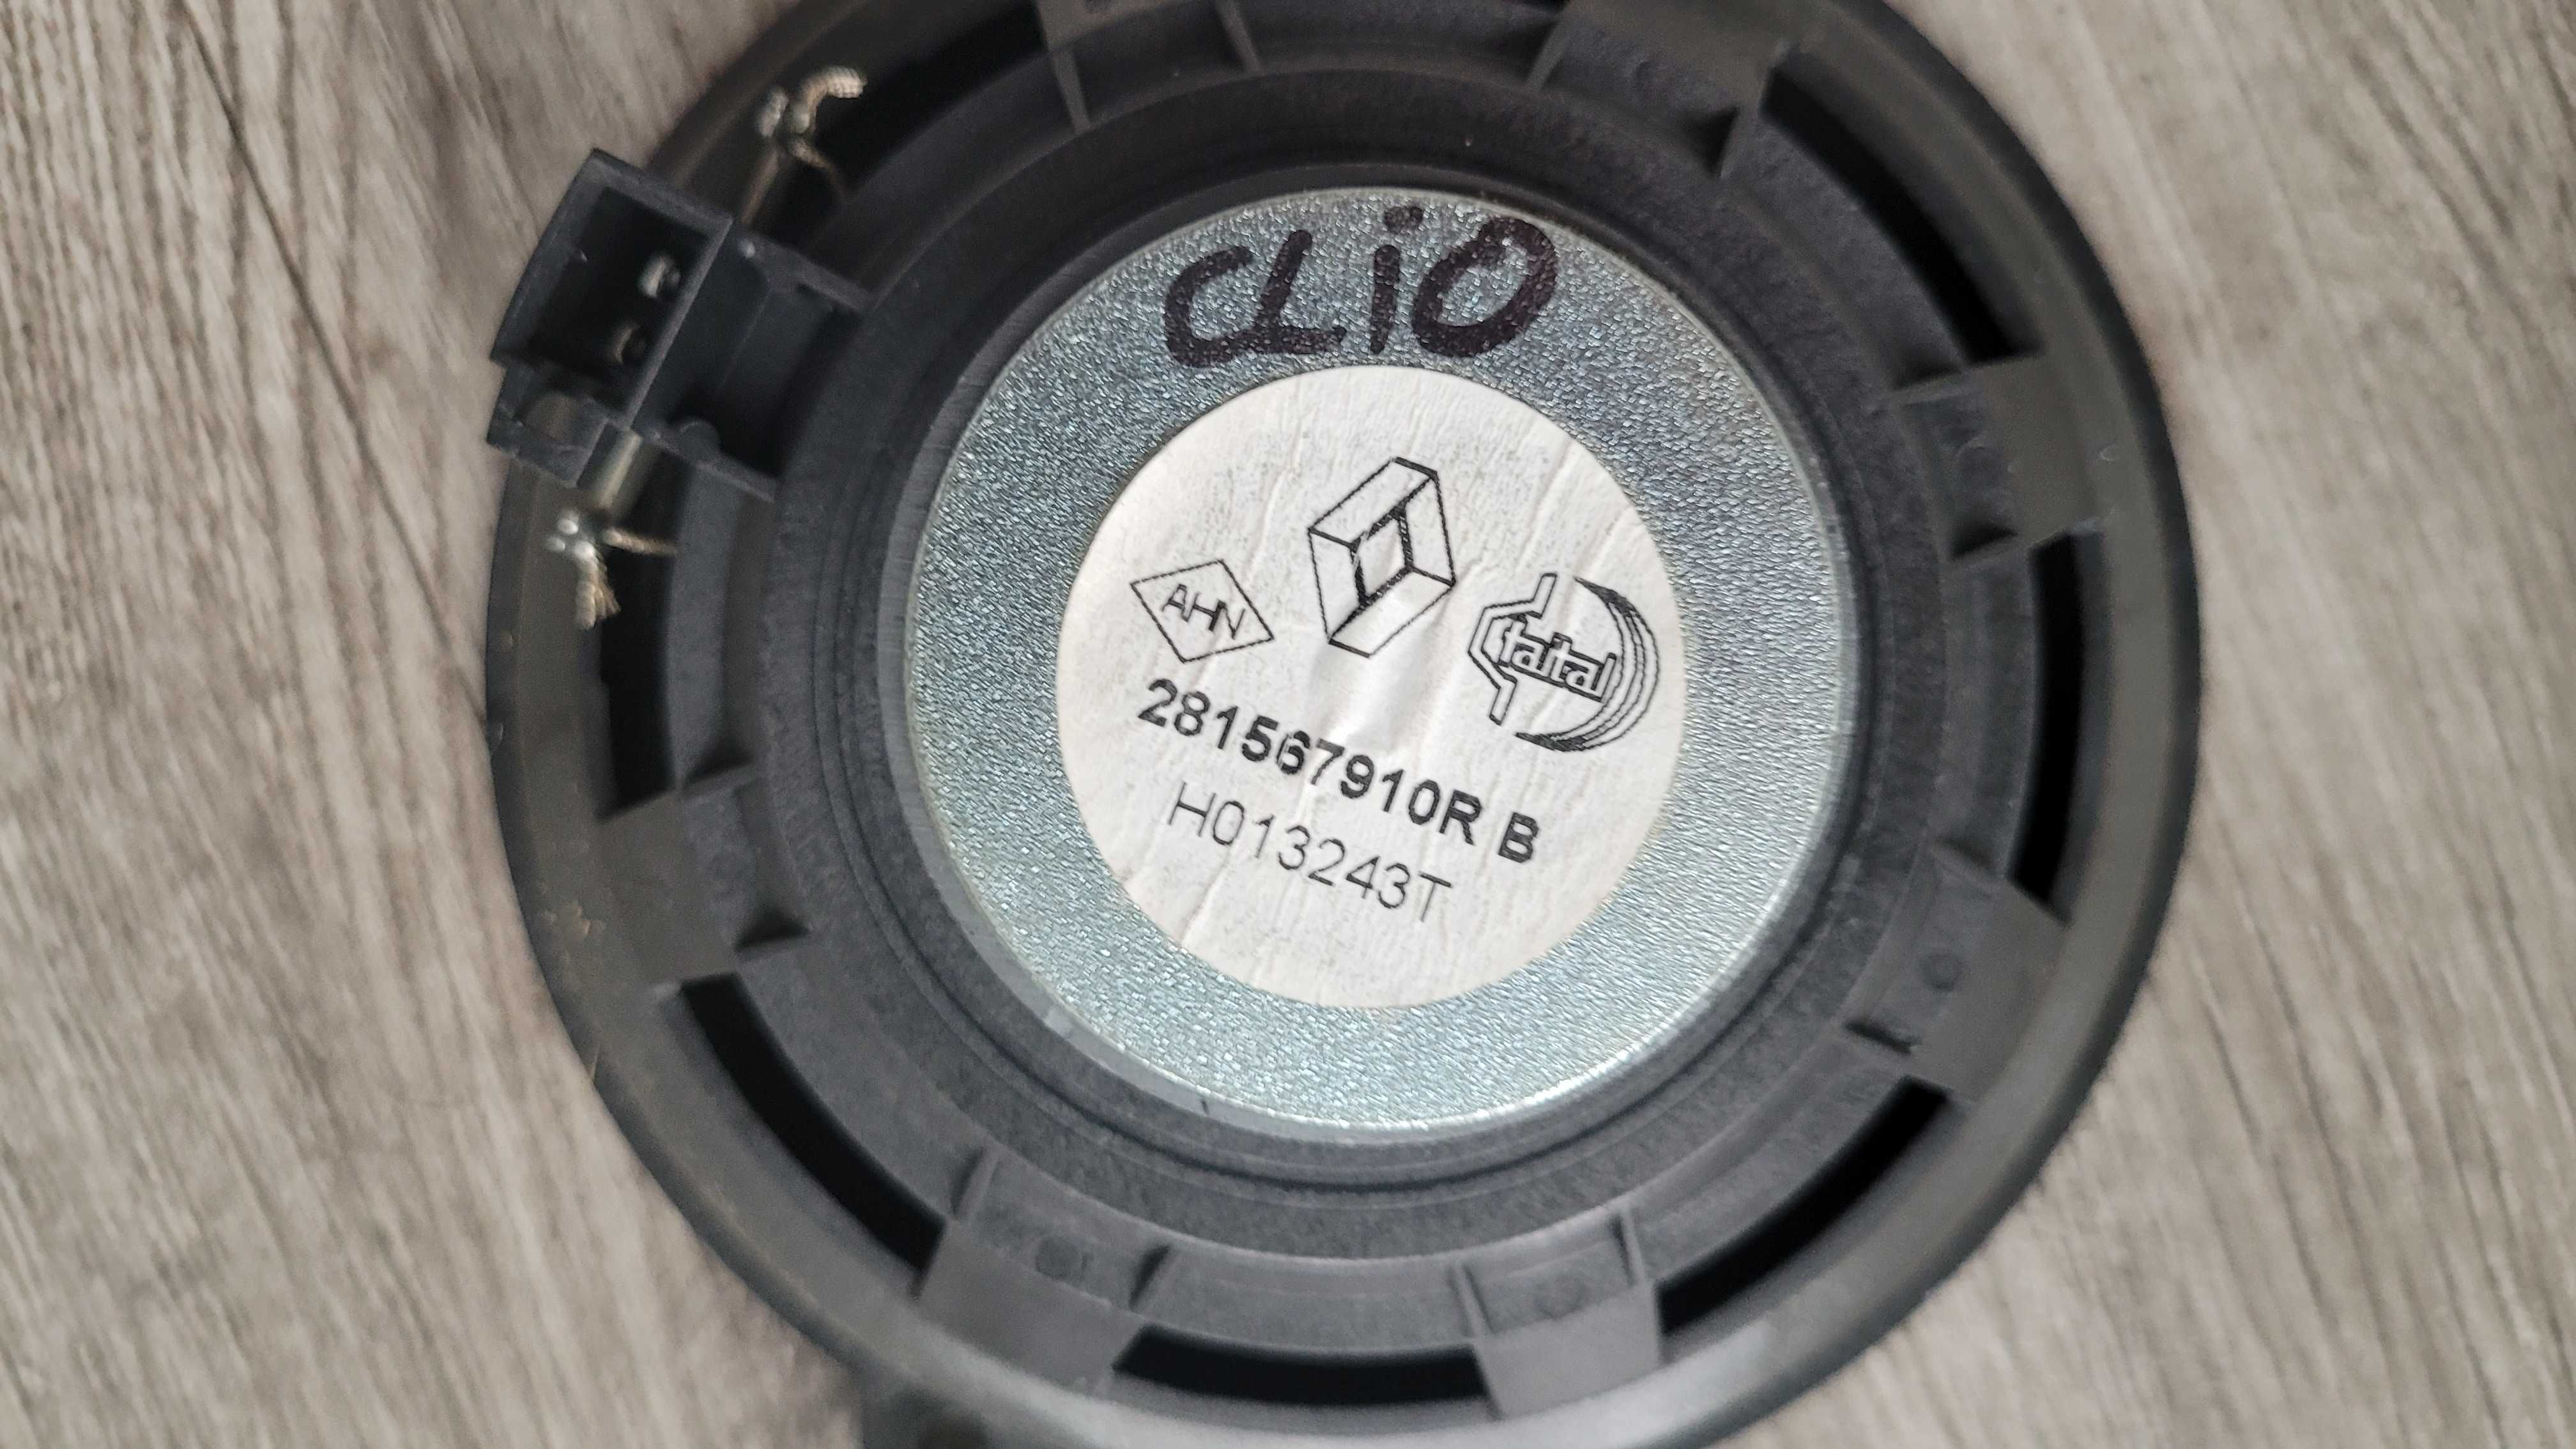 CLiO
AHN
faital
281567910R B
H013243T